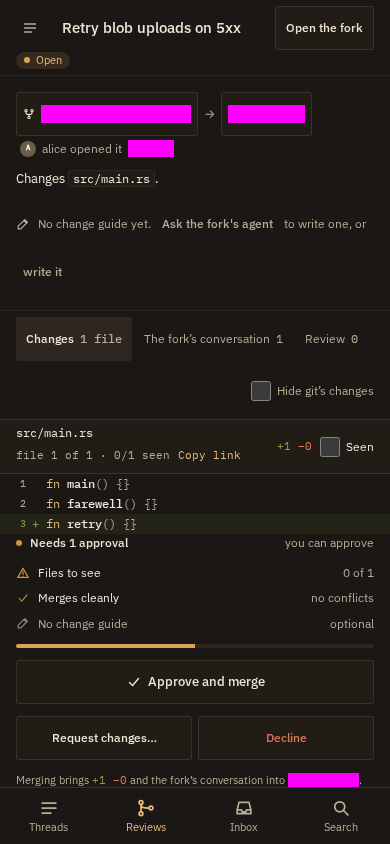 Retry blob uploads on 5xx
Open the fork
Open
→
A alice opened it
Changes src/main.rs.
No change guide yet. Ask the fork's agent to write one, or
write it
Changes 1 file The fork's conversation 1 Review 0
Hide git's changes
src/main.rs
file 1 of 1 · 0/1 seen Copy link
+1 −0 Seen
1 fn main() {}
2 fn farewell() {}
3 + fn retry() {}
Needs 1 approval you can approve
Files to see 0 of 1
Merges cleanly no conflicts
No change guide optional
Approve and merge
Request changes… Decline
Merging brings +1 −0 and the fork's conversation into .
Threads Reviews Inbox Search